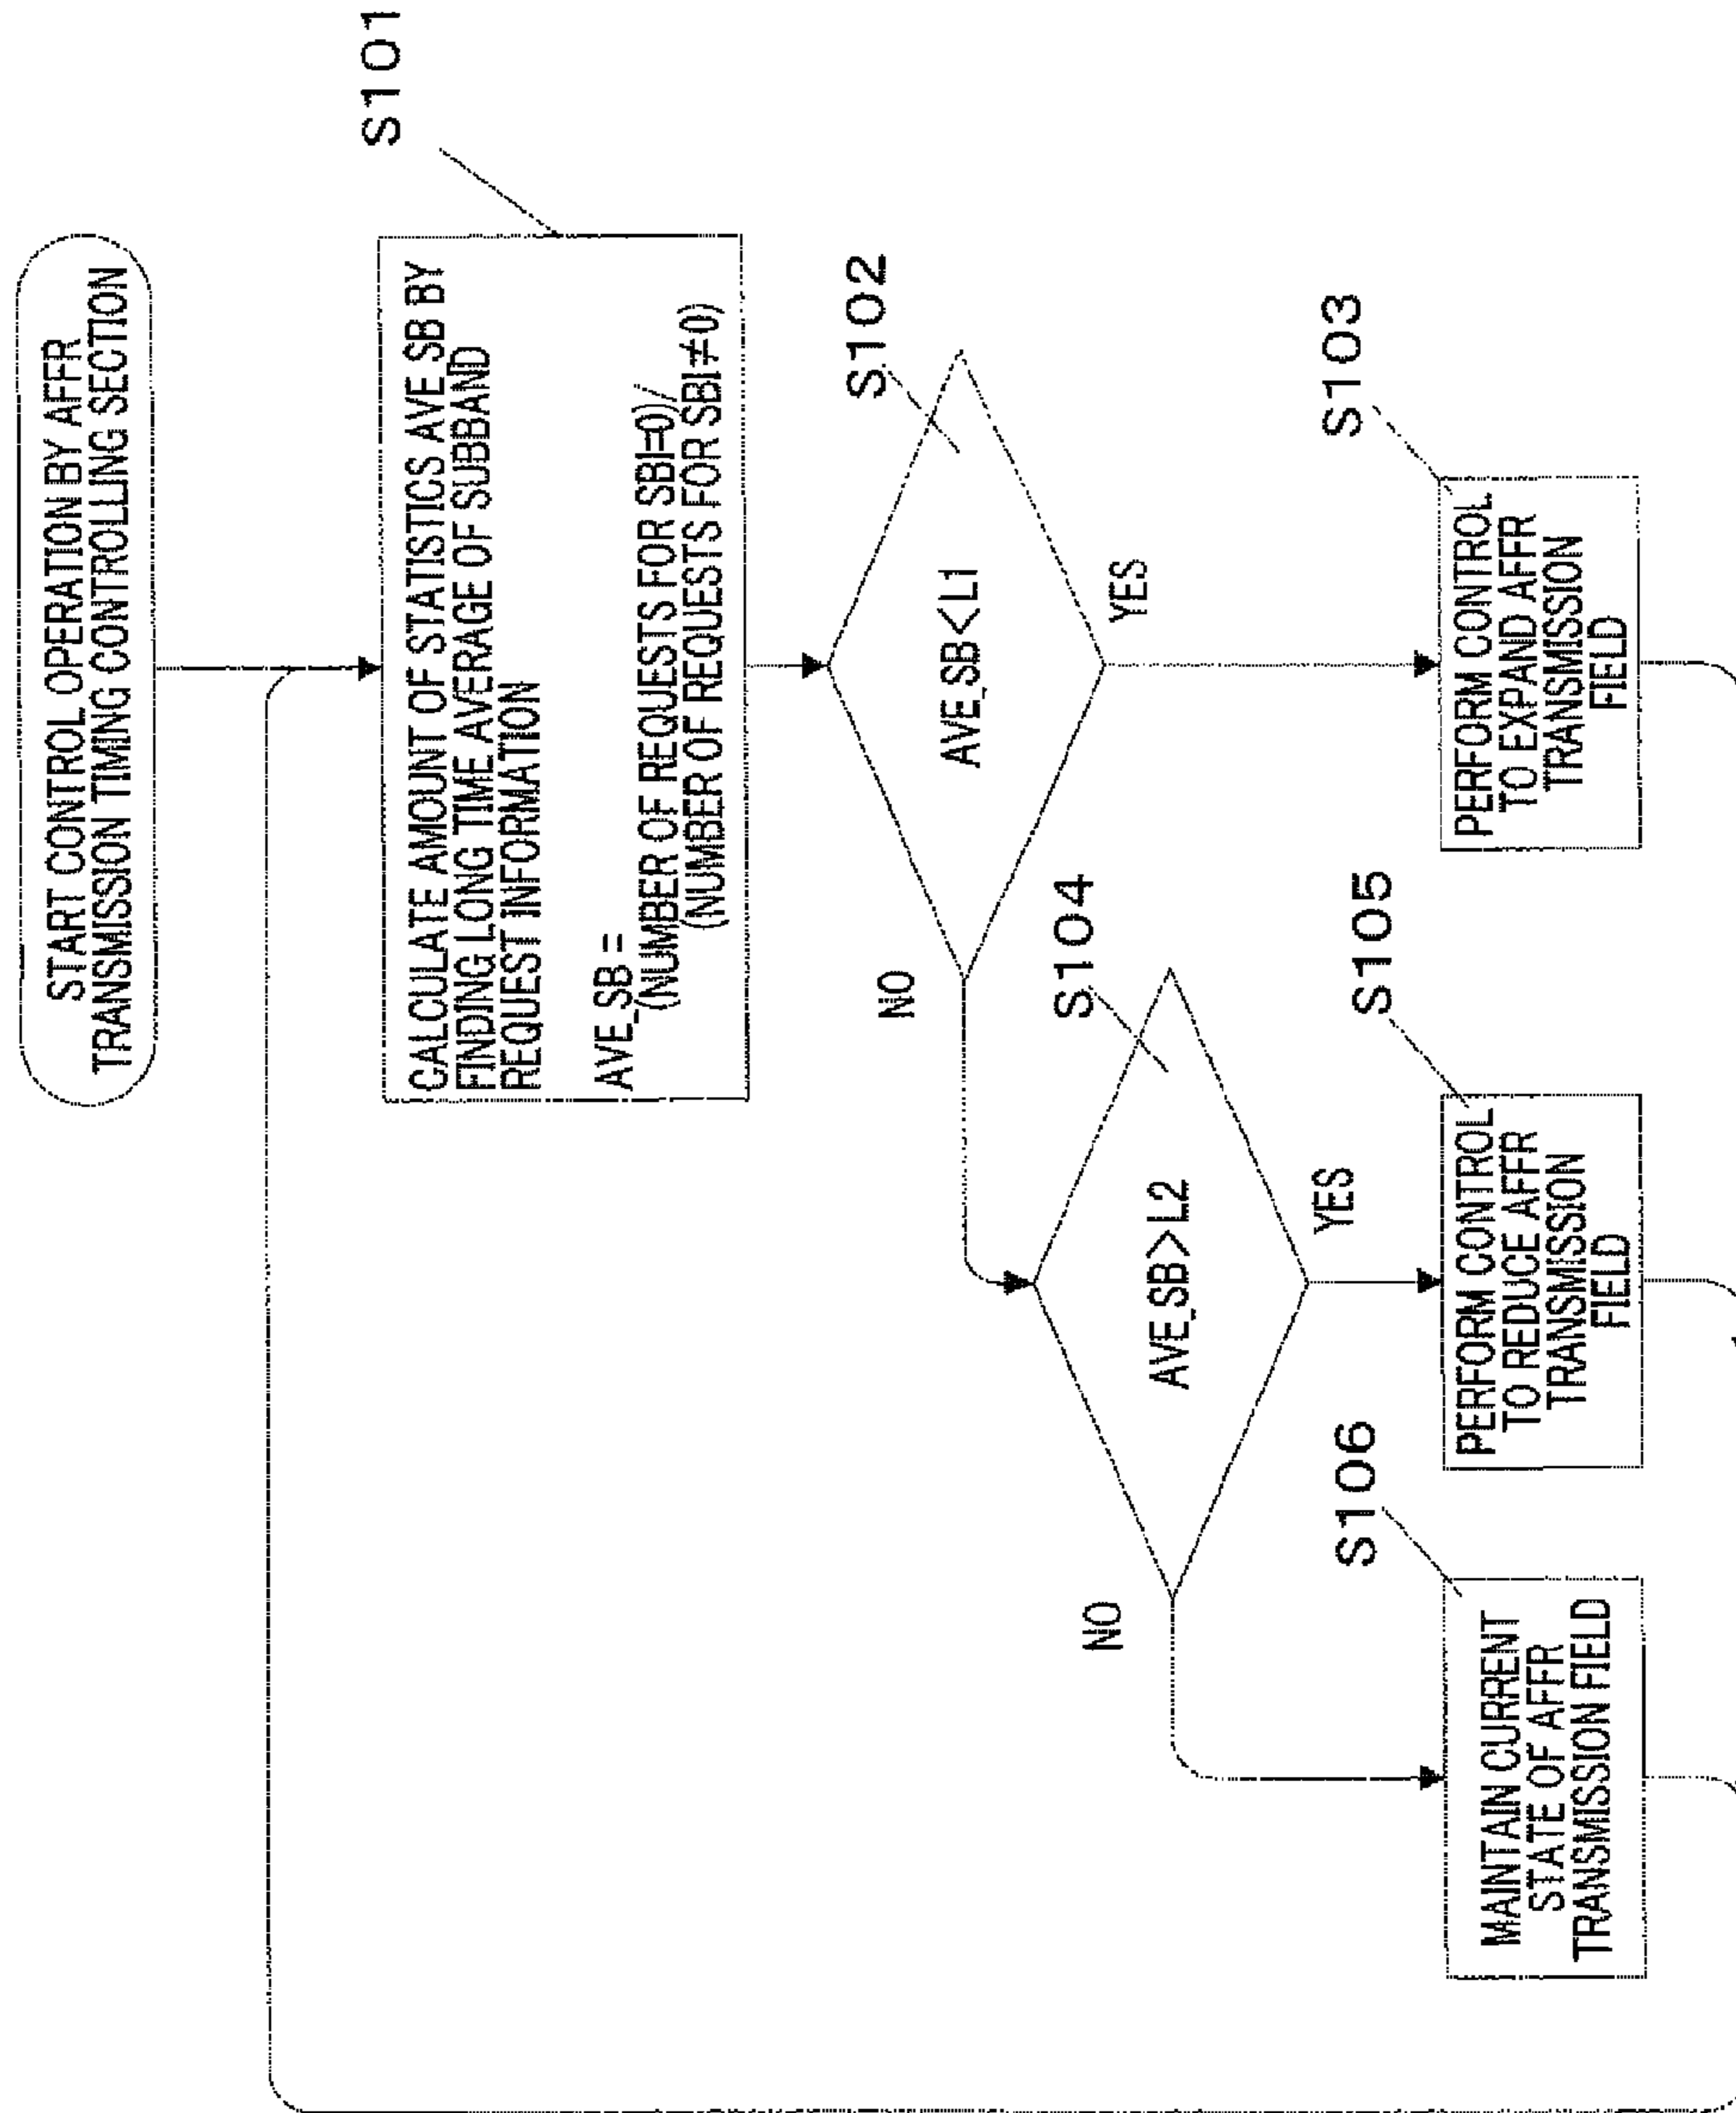 START CONTROL OPERATION BY AFFR
TRANSMISSION TIMING CONTROLLING SECTION
S101
CALCULATE AMOUNT OF STATISTICS AVE SB BY
FINDING LONG TIME AVERAGE OF SUBBAND
REQUEST INFORMATION
AVE_SB =
(NUMBER OF REQUESTS FOR SBI=0)/
(NUMBER OF REQUESTS FOR SBI≠0)
S102
AVE_SB<L1
NO
YES
S103
PERFORM CONTROL
TO EXPAND AFFR
TRANSMISSION
FIELD
S104
AVE_SB>L2
NO
YES
S105
PERFORM CONTROL
TO REDUCE AFFR
TRANSMISSION
FIELD
S106
MAINTAIN CURRENT
STATE OF AFFR
TRANSMISSION FIELD